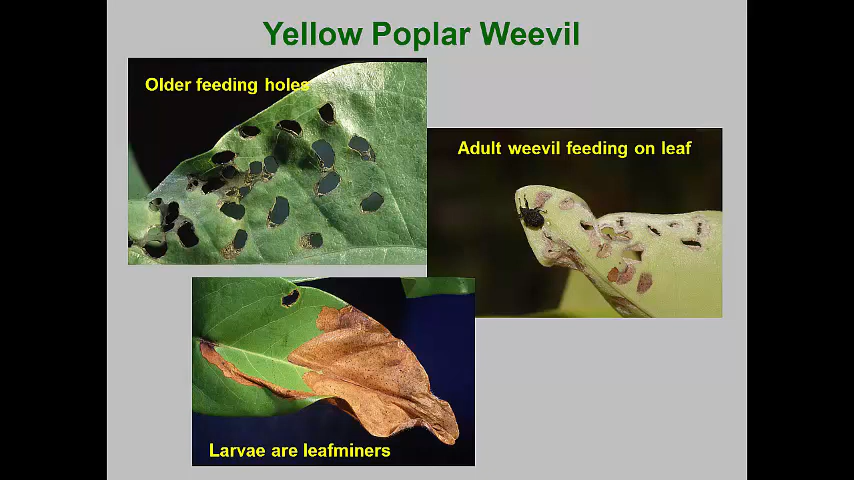 Yellow Poplar Weevil
Older feeding holes
Adult weevil feeding on leaf
Larvae are leafminers